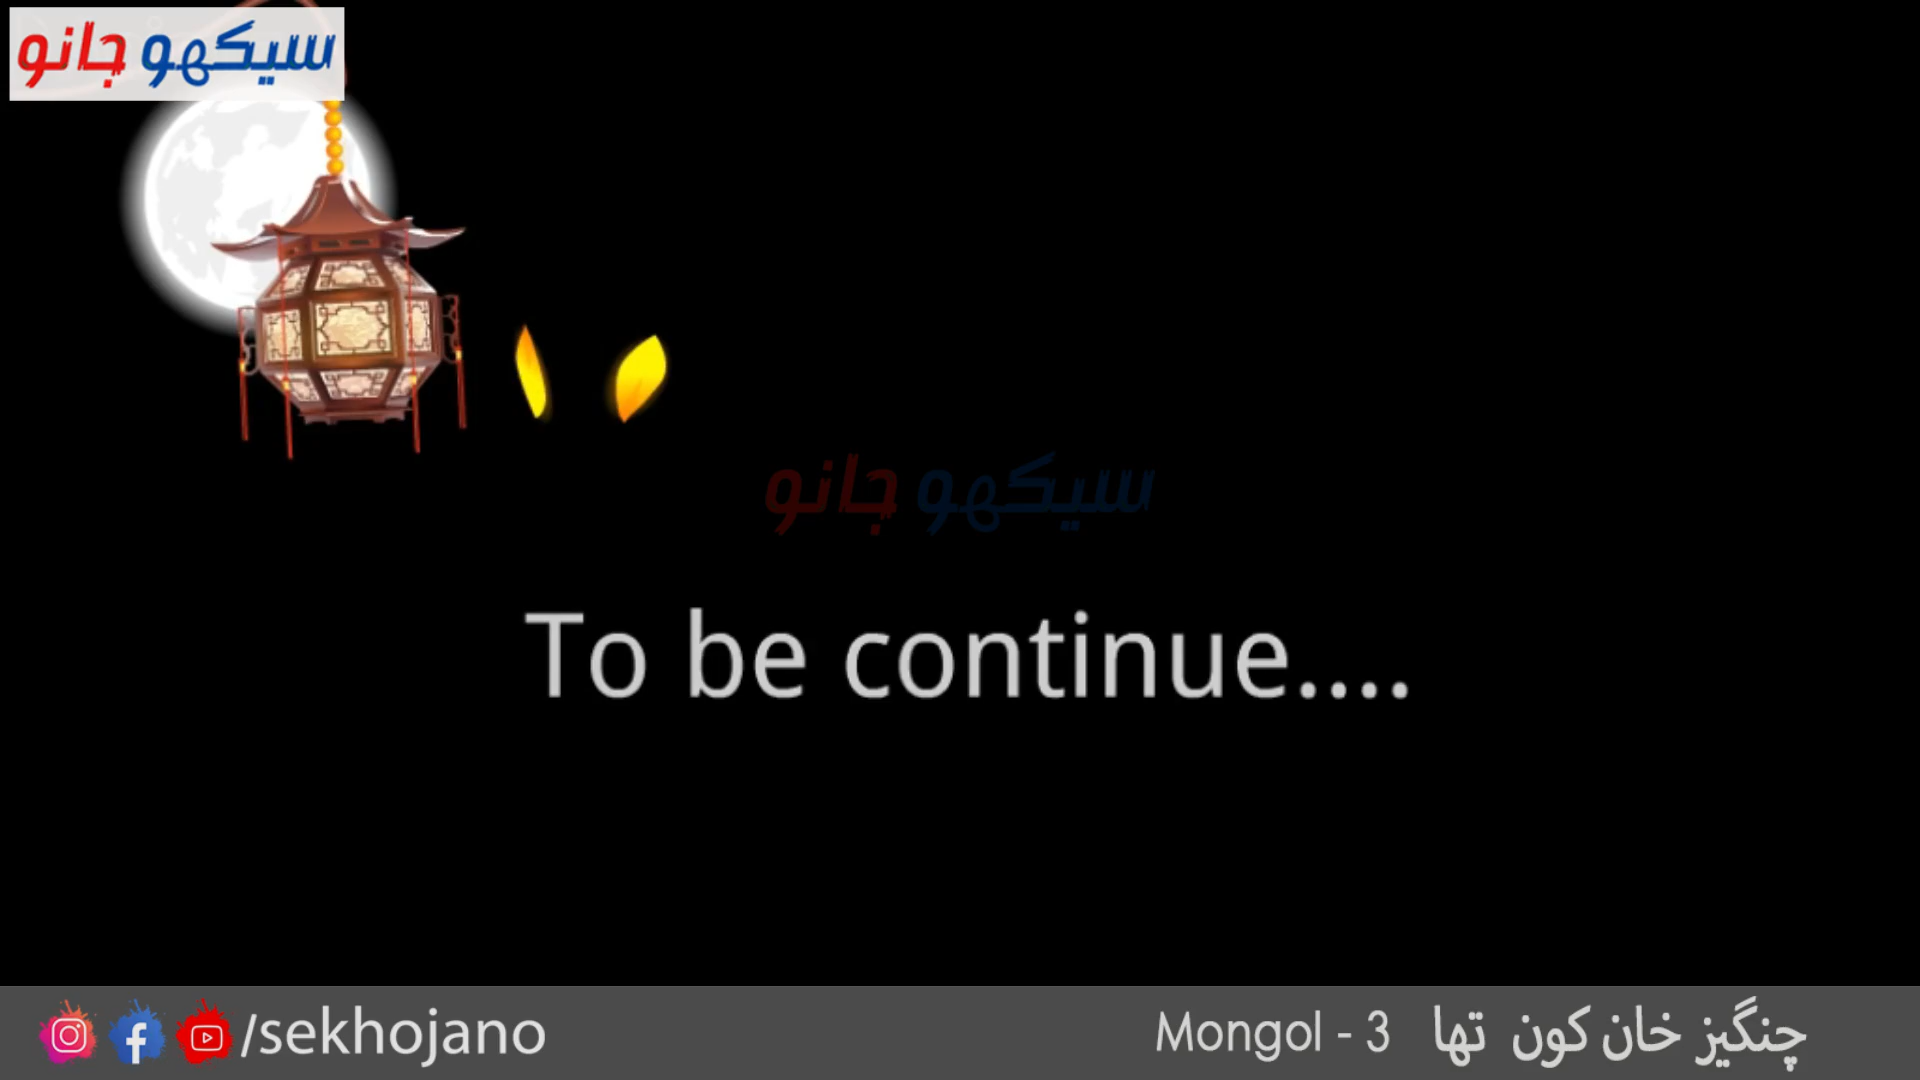 سیکھو جانو
سیکھو جانو
To be continue....
/sekhojano
Mongol - 3 چنگیز خان کون تھا